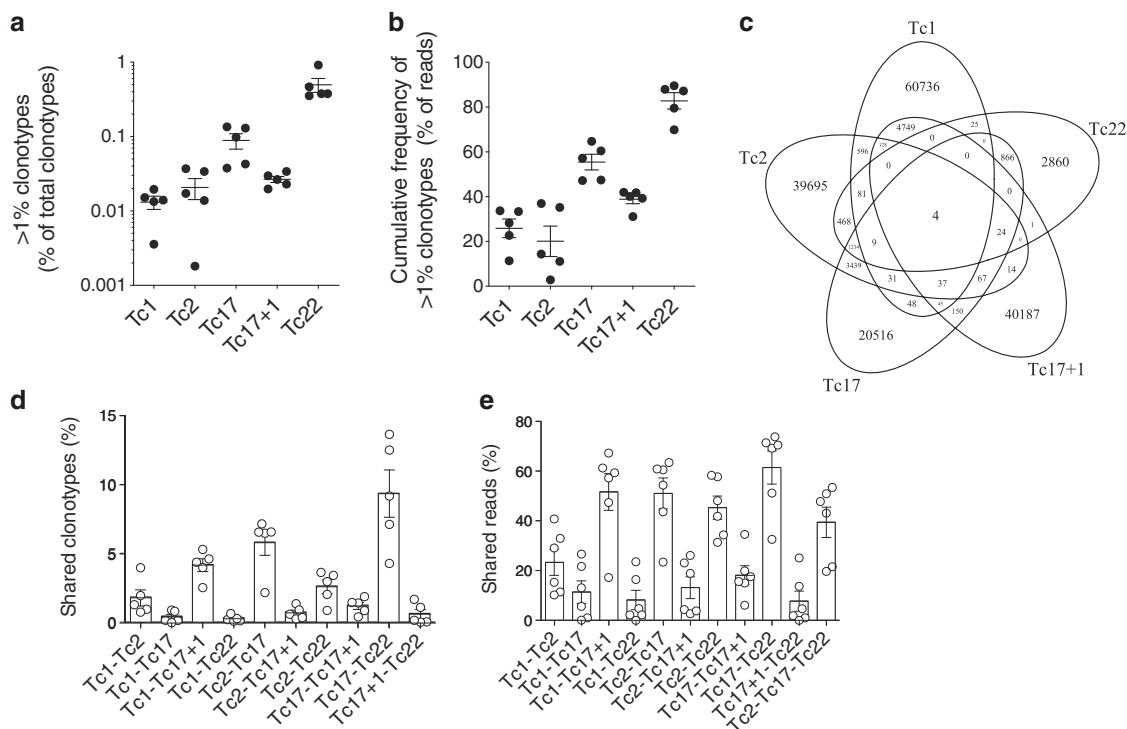 a
>1% clonotypes
(% of total clonotypes)
1
0.1
0.01
0.001
Tc1
Tc2
Tc17
Tc17+1
Tc22
b
Cumulative frequency of
>1% clonotypes (% of reads)
100
80
60
40
20
0
Tc1
Tc2
Tc17
Tc17+1
Tc22
c
Tc1
60736
Tc22
4749
25
0
596
128
0
0
866
2860
Tc2
39695
0
81
0
468
4
24
1
1234
9
0
3439
31
37
67
14
48
45
150
20516
40187
Tc17
Tc17+1
d
Shared clonotypes (%)
15
10
5
0
Tc1-Tc2
Tc1-Tc17
Tc1-Tc17+1
Tc1-Tc22
Tc2-Tc17
Tc2-Tc17+1
Tc2-Tc22
Tc17-Tc17+1
Tc17-Tc22
Tc17+1-Tc22
e
Shared reads (%)
80
60
40
20
0
Tc1-Tc2
Tc1-Tc17
Tc1-Tc17+1
Tc1-Tc22
Tc2-Tc17
Tc2-Tc17+1
Tc2-Tc22
Tc17-Tc17+1
Tc17-Tc22
Tc17+1-Tc22
Tc2-Tc17-Tc22